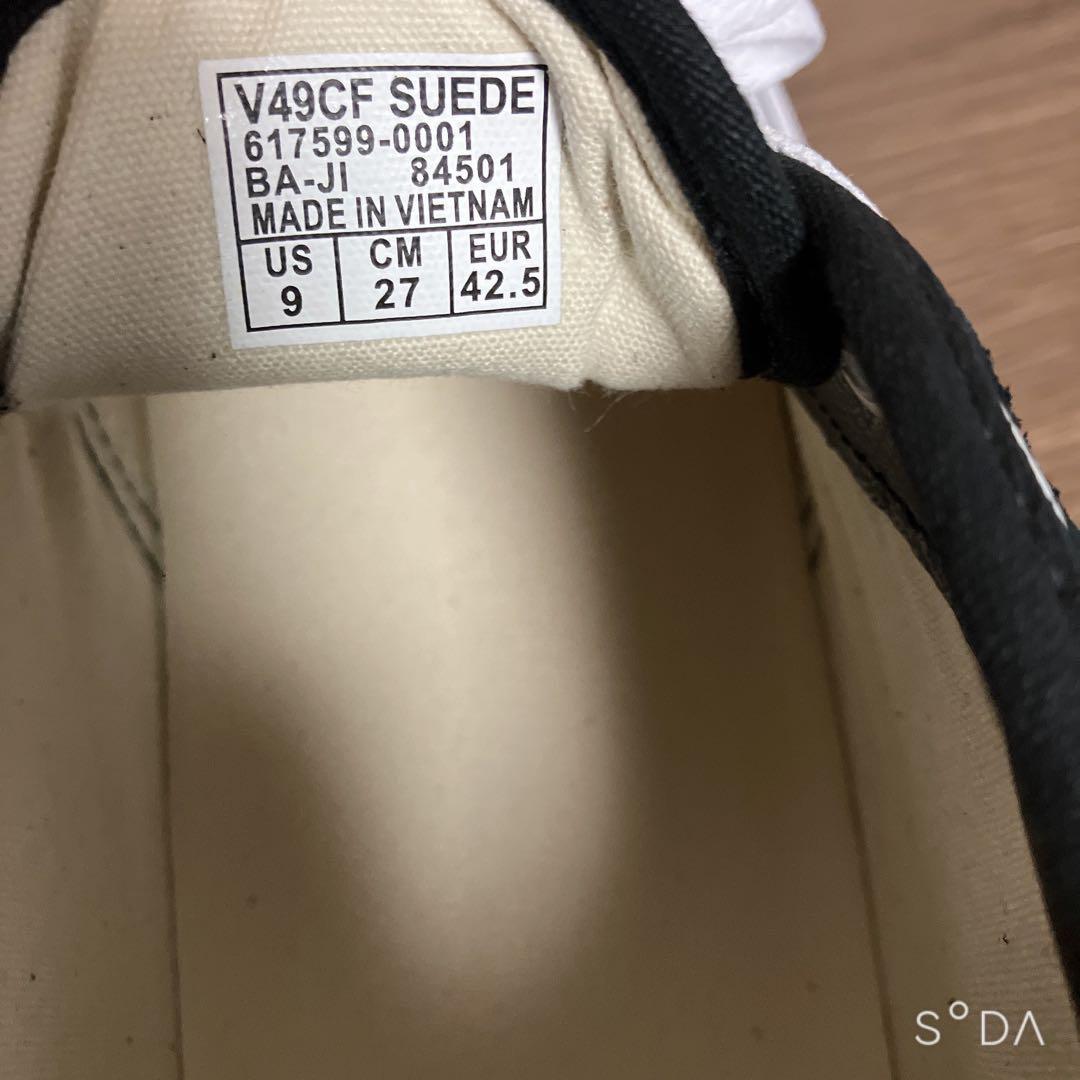 V49CF SUEDE
617599-0001
BA-JI 84501
MADE IN VIETNAM
US CM EUR
9 27 42.5
S°DA